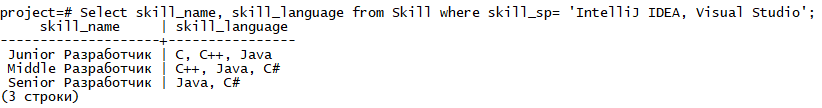 project=# Select skill_name, skill_language from Skill where skill_sp= 'IntelliJ IDEA, Visual Studio';
     skill_name     | skill_language
--------------------+----------------
 Junior Разработчик | C, C++, Java
 Middle Разработчик | C++, Java, C#
 Senior Разработчик | Java, C#
(3 строки)